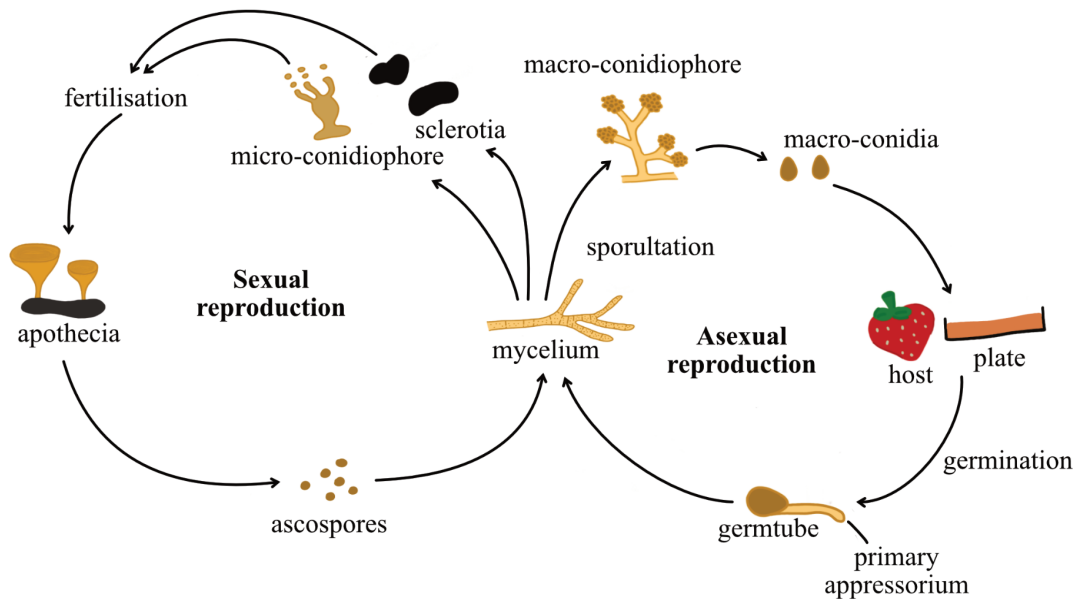 macro-conidiophore
fertilisation
sclerotia
micro-conidiophore
macro-conidia
sporultation
Sexual
reproduction
apothecia
mycelium
Asexual
reproduction
host
plate
germination
ascospores
germtube
primary
appressorium